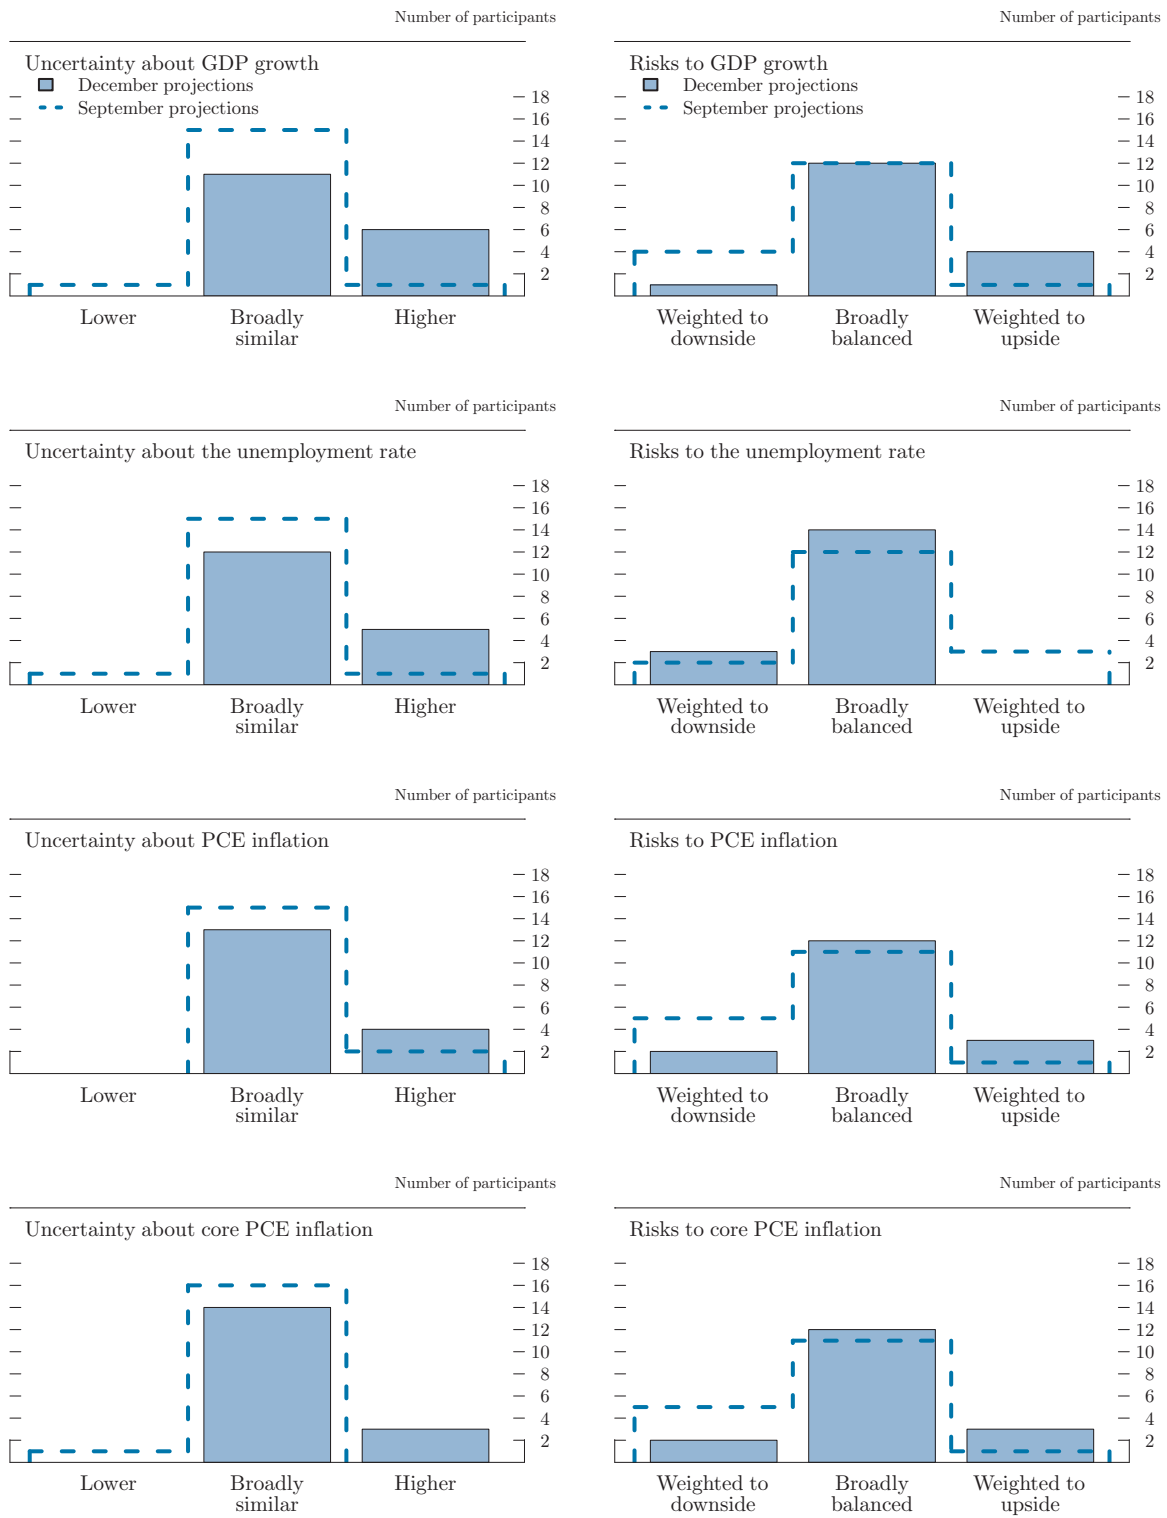 Number of participants
Uncertainty about GDP growth
December projections
September projections
18
16
14
12
10
8
6
4
2
Lower
Broadly
similar
Higher
Number of participants
Risks to GDP growth
December projections
September projections
18
16
14
12
10
8
6
4
2
Weighted to
downside
Broadly
balanced
Weighted to
upside
Number of participants
Uncertainty about the unemployment rate
18
16
14
12
10
8
6
4
2
Lower
Broadly
similar
Higher
Number of participants
Risks to the unemployment rate
18
16
14
12
10
8
6
4
2
Weighted to
downside
Broadly
balanced
Weighted to
upside
Number of participants
Uncertainty about PCE inflation
18
16
14
12
10
8
6
4
2
Lower
Broadly
similar
Higher
Number of participants
Risks to PCE inflation
18
16
14
12
10
8
6
4
2
Weighted to
downside
Broadly
balanced
Weighted to
upside
Number of participants
Uncertainty about core PCE inflation
18
16
14
12
10
8
6
4
2
Lower
Broadly
similar
Higher
Number of participants
Risks to core PCE inflation
18
16
14
12
10
8
6
4
2
Weighted to
downside
Broadly
balanced
Weighted to
upside